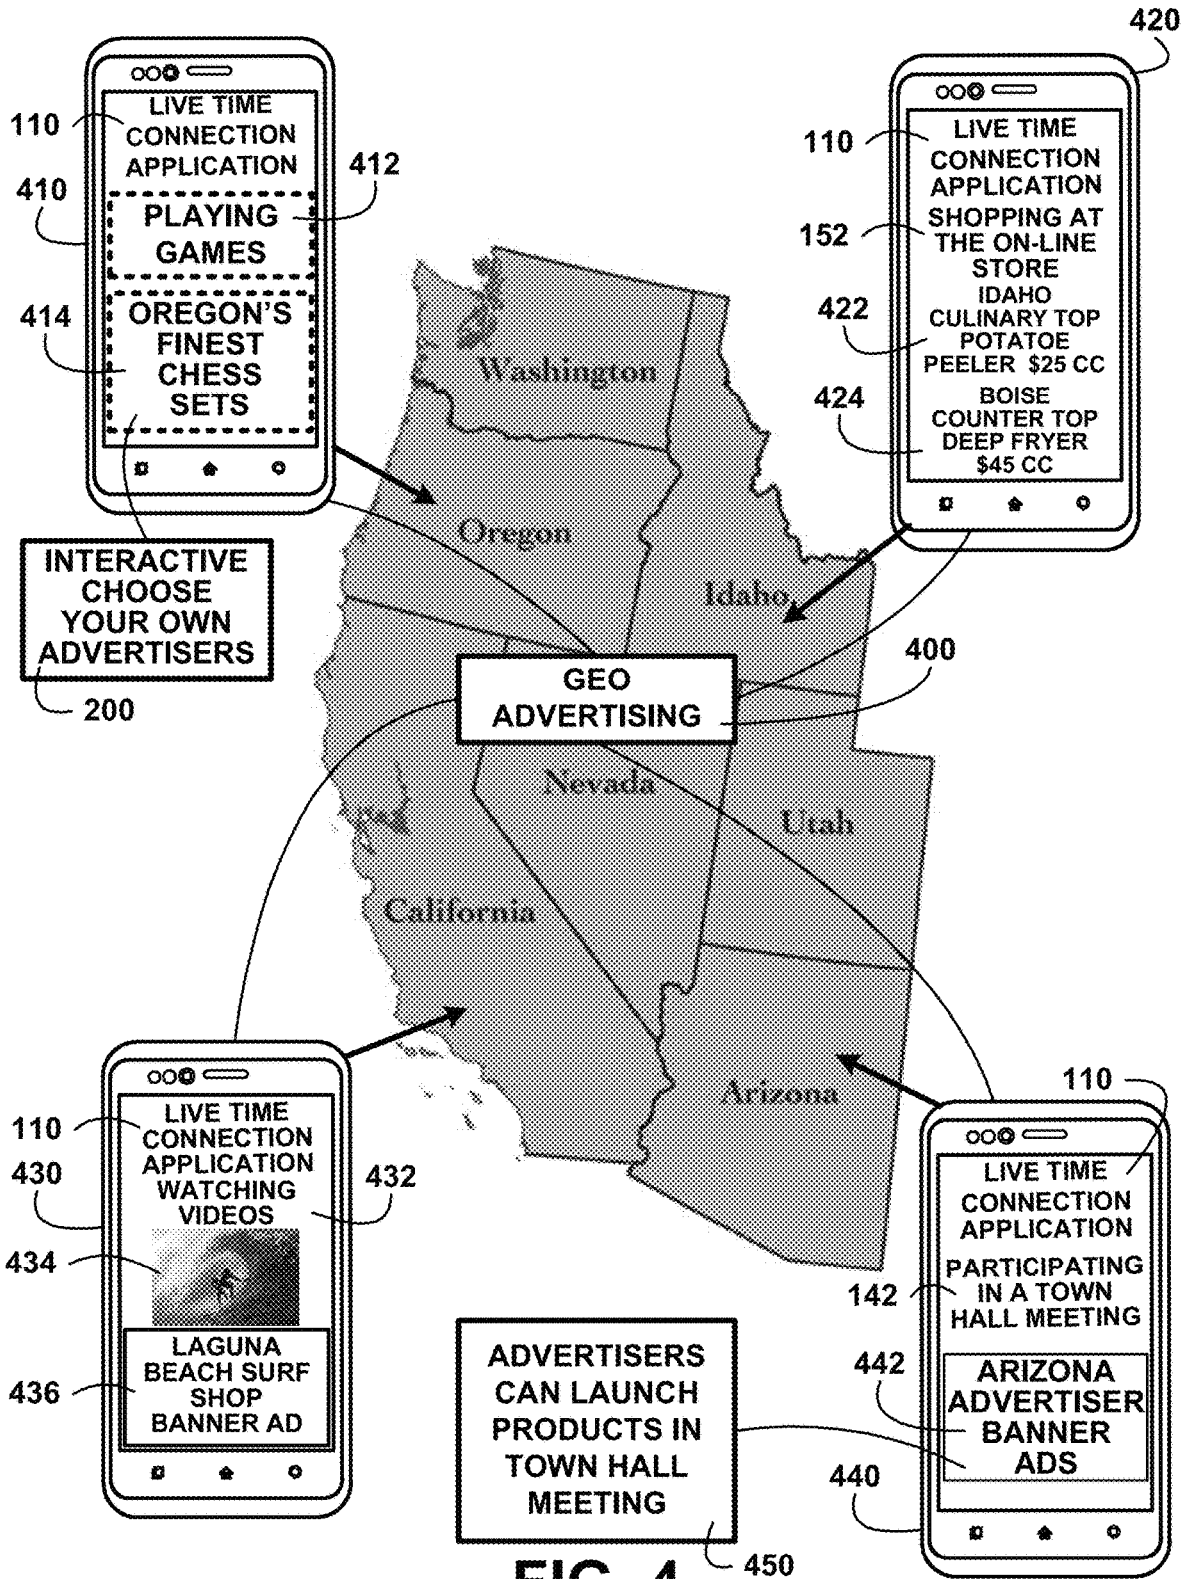 420
110
LIVE TIME
CONNECTION
APPLICATION
412
410
PLAYING
GAMES
414
OREGON'S
FINEST
CHESS
SETS
INTERACTIVE
CHOOSE
YOUR OWN
ADVERTISERS
200
110
LIVE TIME
CONNECTION
APPLICATION
152
SHOPPING AT
THE ON-LINE
STORE
422
IDAHO
CULINARY TOP
POTATOE
PEELER $25 CC
424
BOISE
COUNTER TOP
DEEP FRYER
$45 CC
Washington
Oregon
Idaho
GEO
ADVERTISING
400
Nevada
Utah
California
Arizona
110
LIVE TIME
CONNECTION
APPLICATION
430
WATCHING
VIDEOS
432
434
436
LAGUNA
BEACH SURF
SHOP
BANNER AD
ADVERTISERS
CAN LAUNCH
PRODUCTS IN
TOWN HALL
MEETING
450
110
LIVE TIME
CONNECTION
APPLICATION
142
PARTICIPATING
IN A TOWN
HALL MEETING
442
ARIZONA
ADVERTISER
BANNER
ADS
440
FIG. 4